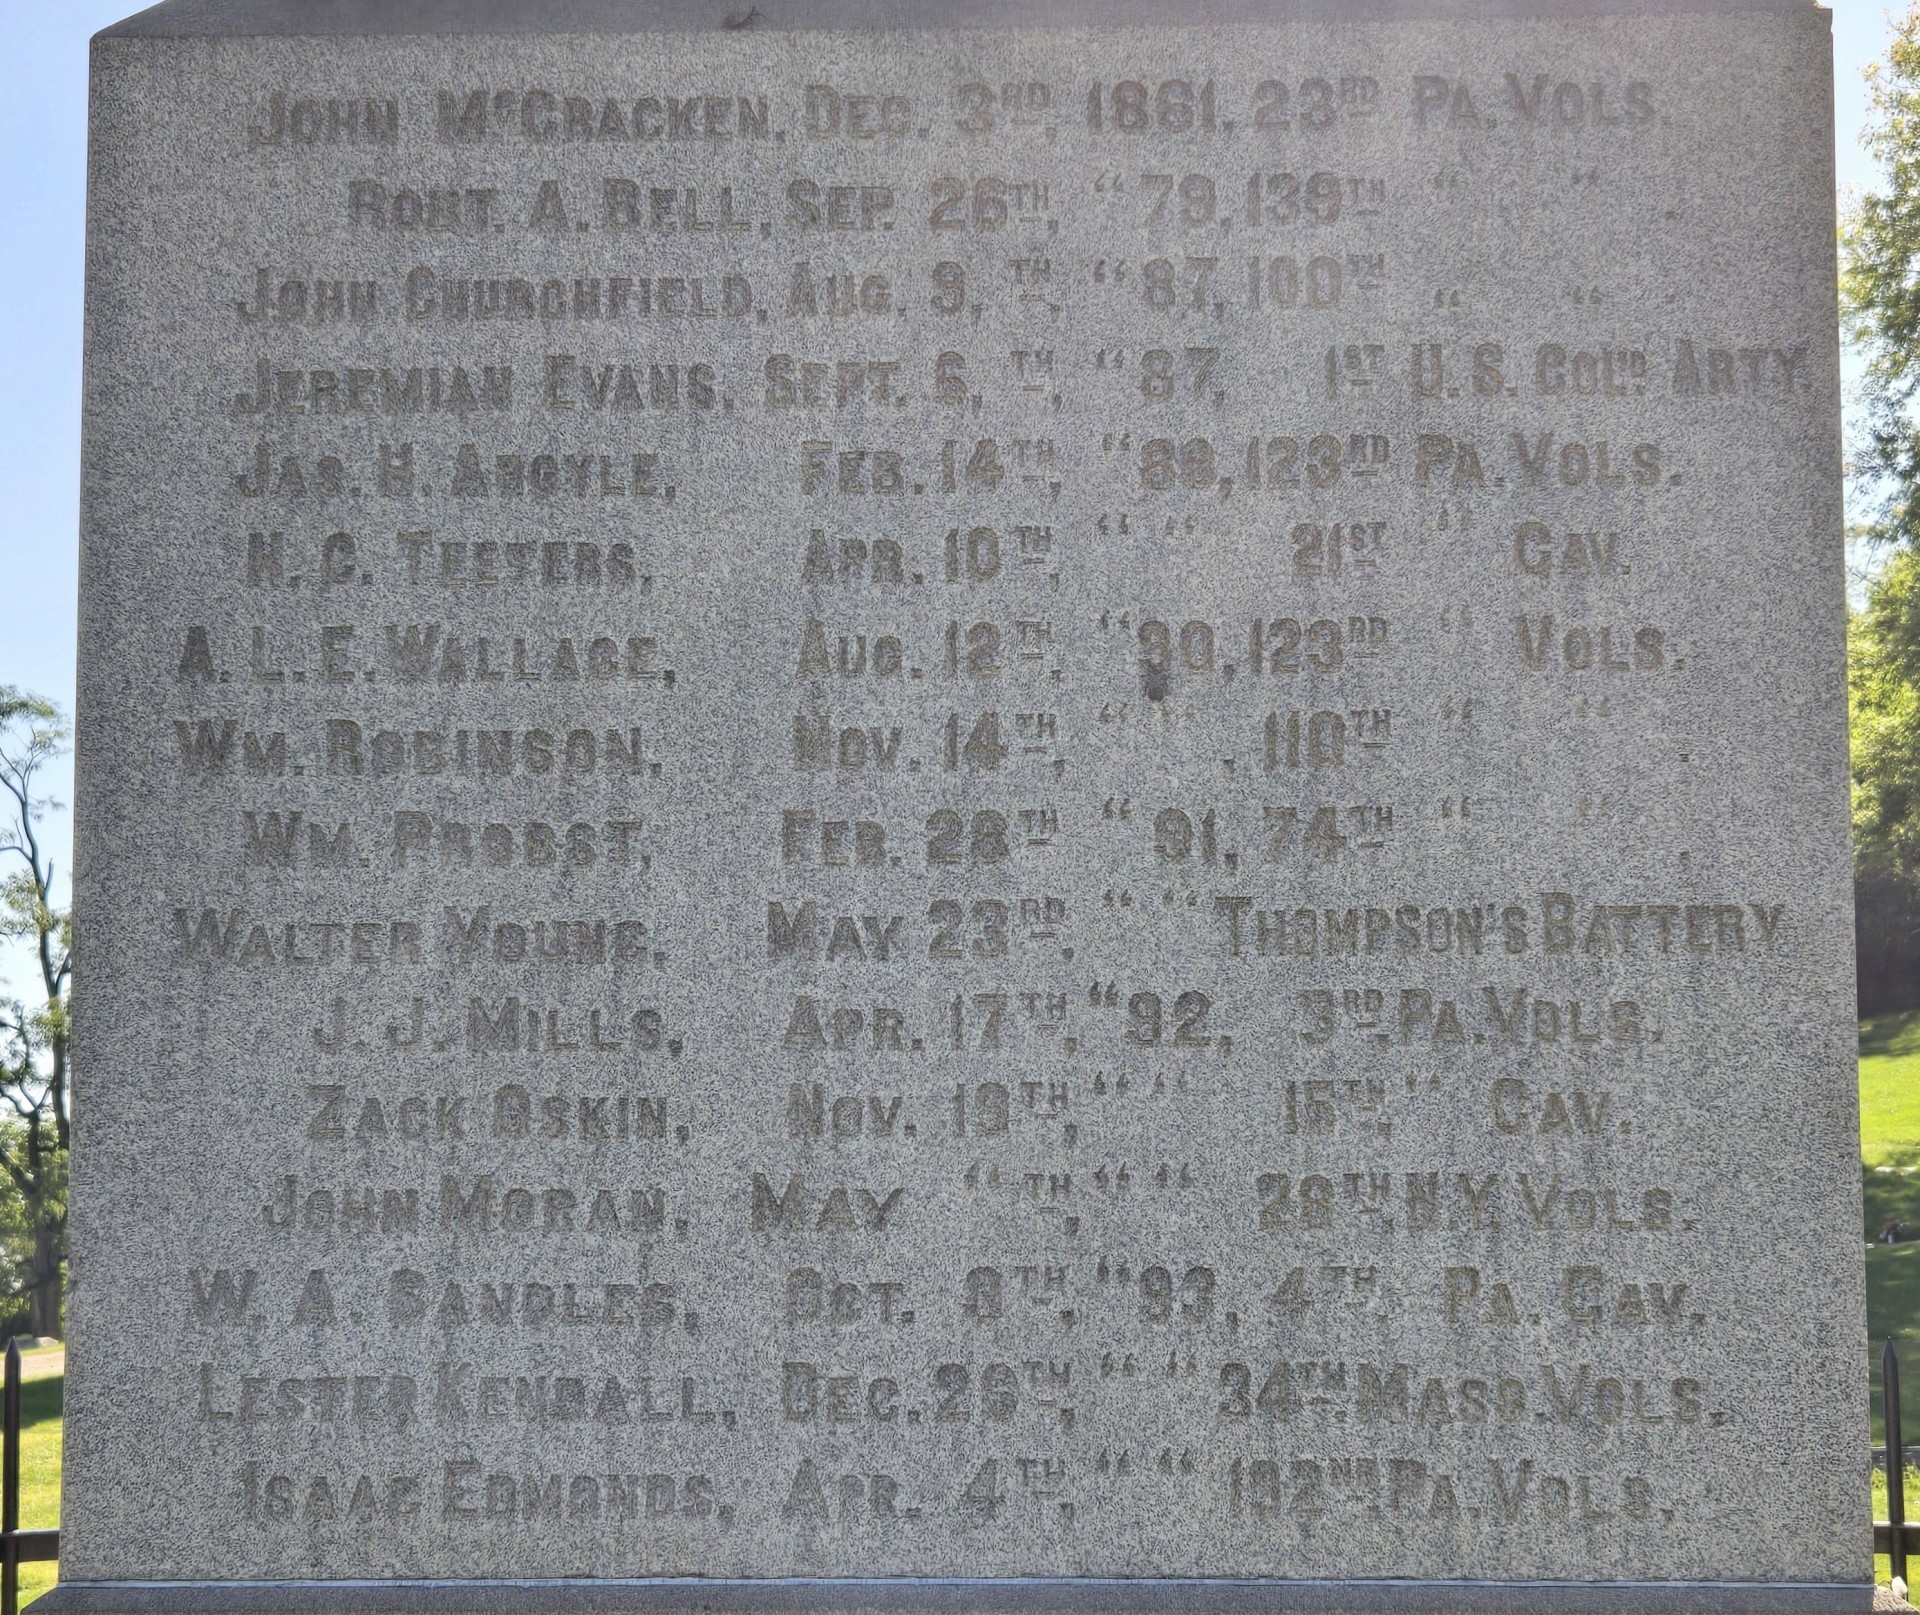 JOHN McCRACKEN, DEC. 3RD, 1881, 23RD PA. VOLS.
ROBT. A. BELL, SEP. 26TH, " 79, 139TH " " .
JOHN CHURCHFIELD, AUG. 9, TH, " 87, 100TH " " .
JEREMIAH EVANS, SEPT. 6, TH, " 87, 1ST U.S. COL'D ARTY.
JAS. H. ARGYLE, FEB. 14TH, " 89, 123RD PA. VOLS.
H. C. TEETERS, APR. 10TH, " " 21ST " CAV.
A. L. E. WALLACE, AUG. 12TH, " 90, 123RD " VOLS.
WM. ROBINSON, NOV. 14TH, " " , 110TH " " .
WM. PROBST, FEB. 28TH " 91, 74TH " " .
WALTER YOUNG, MAY 23RD, " " THOMPSON'S BATTERY
J. J. MILLS, APR. 17TH, " 92, 3RD. PA. VOLS.
ZACK OSKIN, NOV. 19TH, " " 15TH. " CAV.
JOHN MORAN, MAY " TH, " " 28TH. N.Y. VOLS.
W. A. SANDLES, OCT. 8TH, " 93, 4TH. PA. CAV.
LESTER KENDALL, DEC. 26TH, " " 34TH. MASS. VOLS.
ISAAC EDMONDS, APR. 4TH, " " 192ND. PA. VOLS.